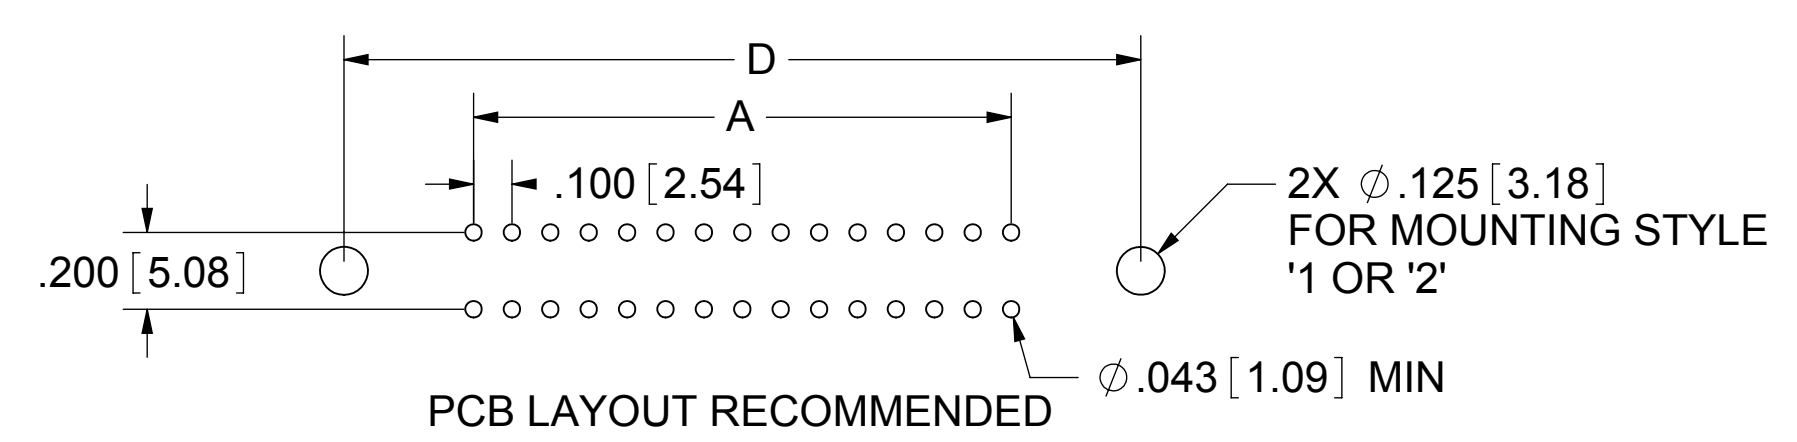 D
A
.100 [2.54]
2X ∅.125 [3.18]
FOR MOUNTING STYLE
'1 OR '2'
.200 [5.08]
∅.043 [1.09] MIN
PCB LAYOUT RECOMMENDED